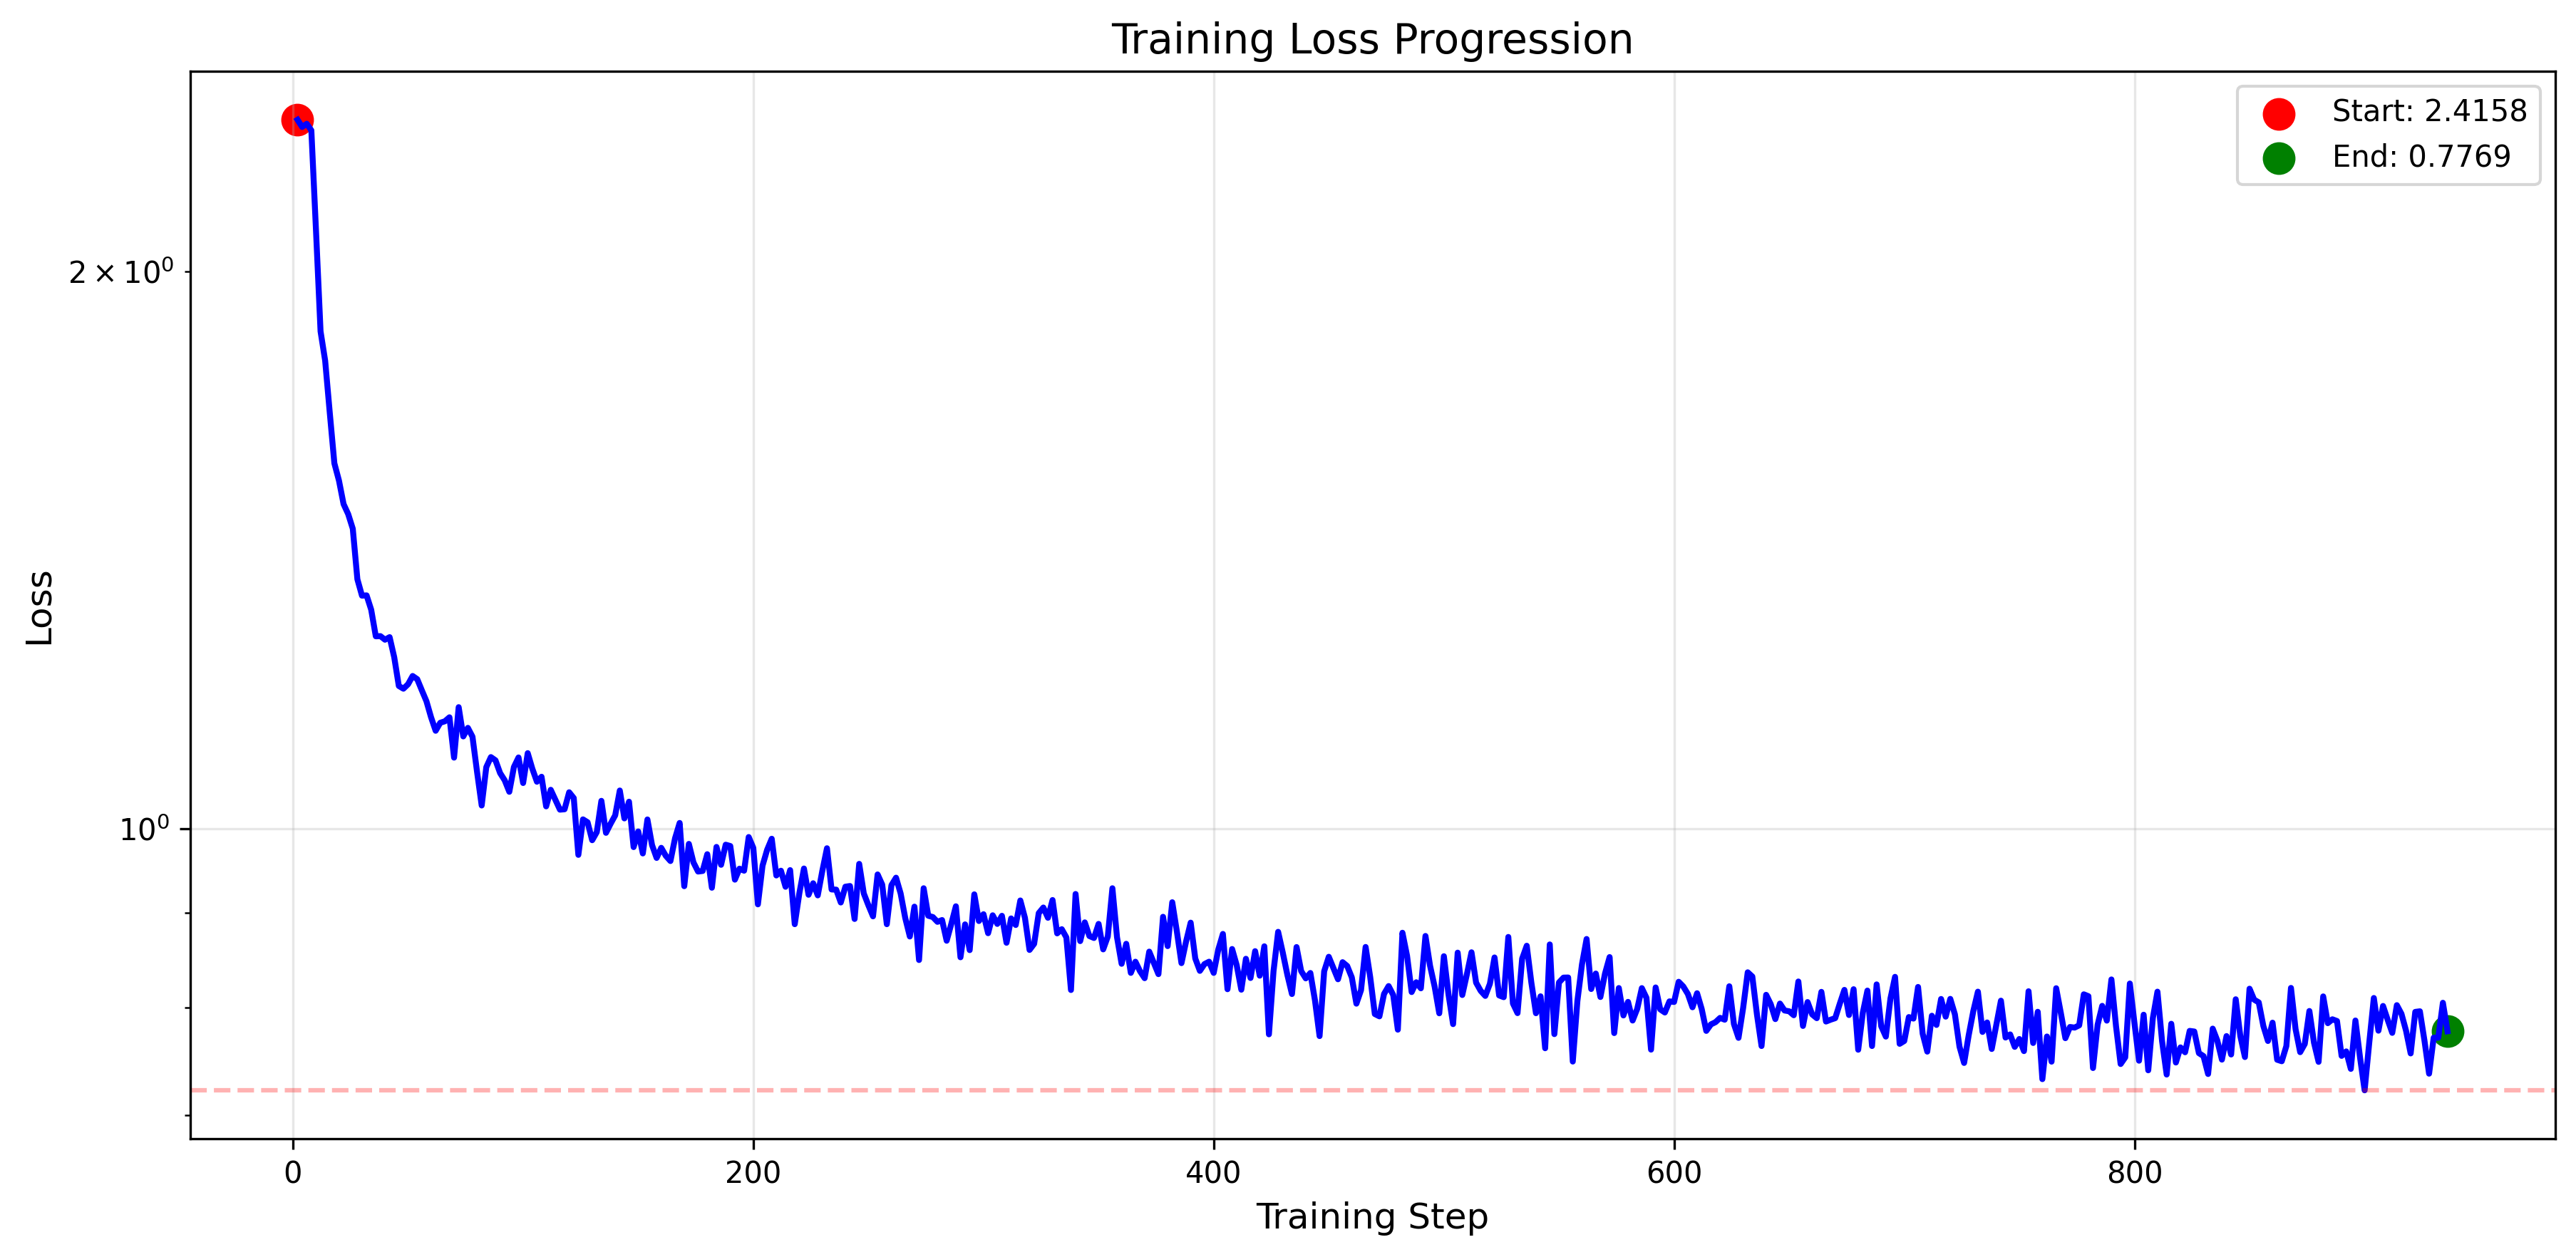 Training Loss Progression
Start: 2.4158
End: 0.7769
2 × 10⁰
10⁰
Loss
0 200 400 600 800
Training Step